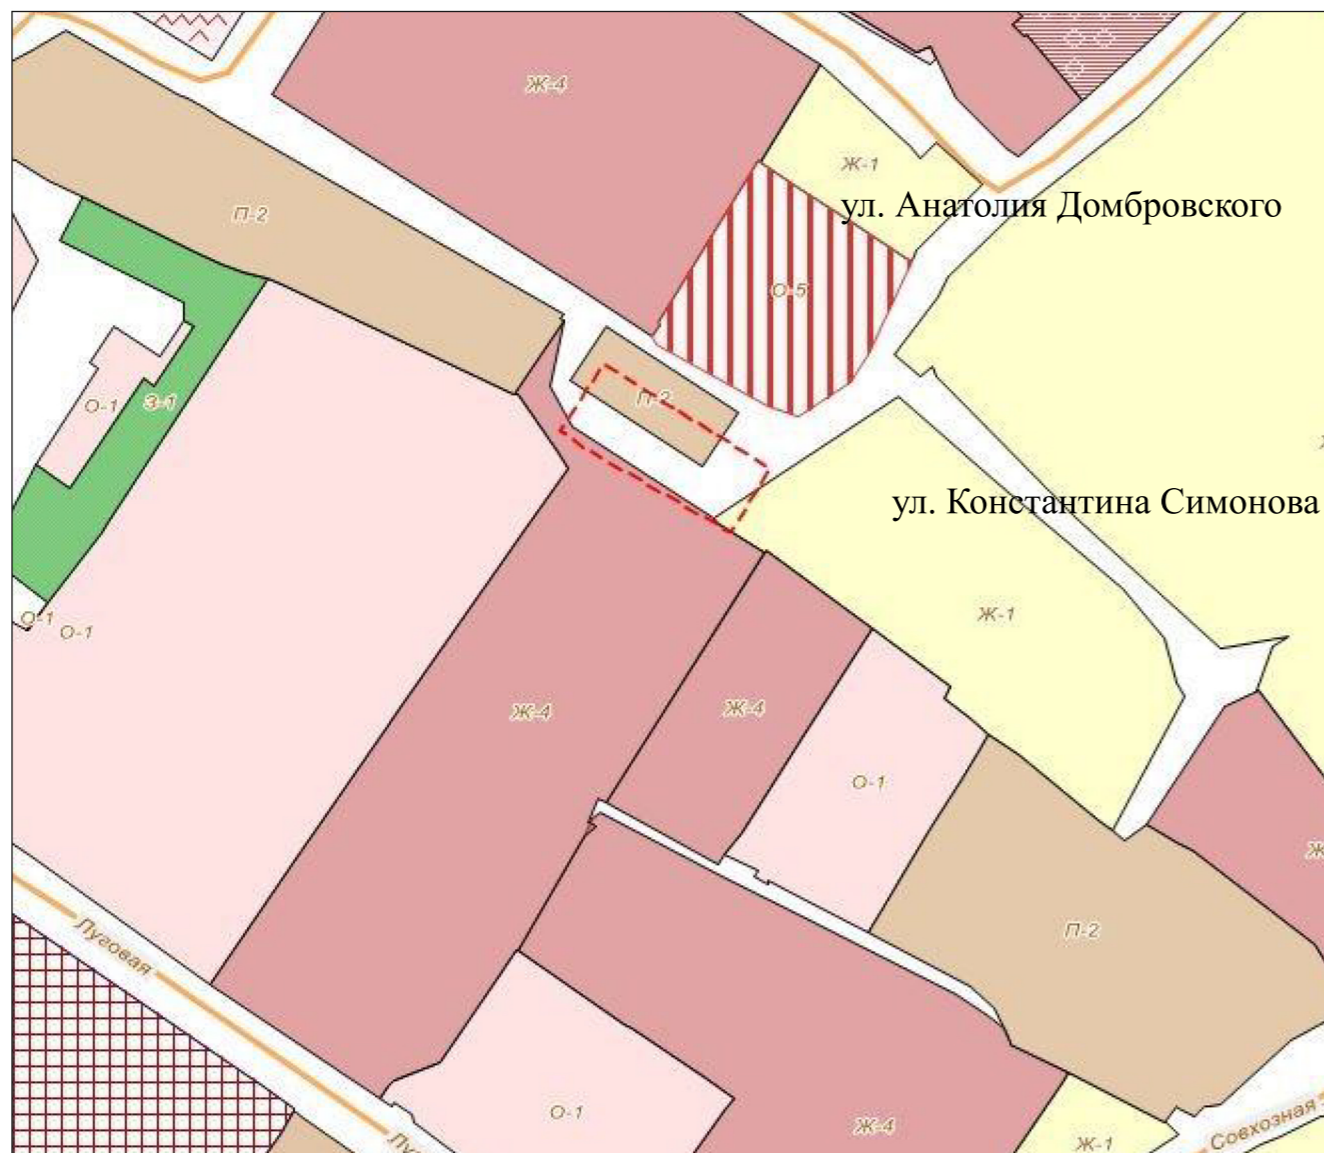 Ж-4
Ж-1
ул. Анатолия Домбровского
П-2
О-5
П-2
О-1
З-1
ул. Константина Симонова
Ж-1
О-1
О-1
Ж-4
Ж-4
О-1
Ж
П-2
Луговая
О-1
Ж-4
Совхозная
Ж-1